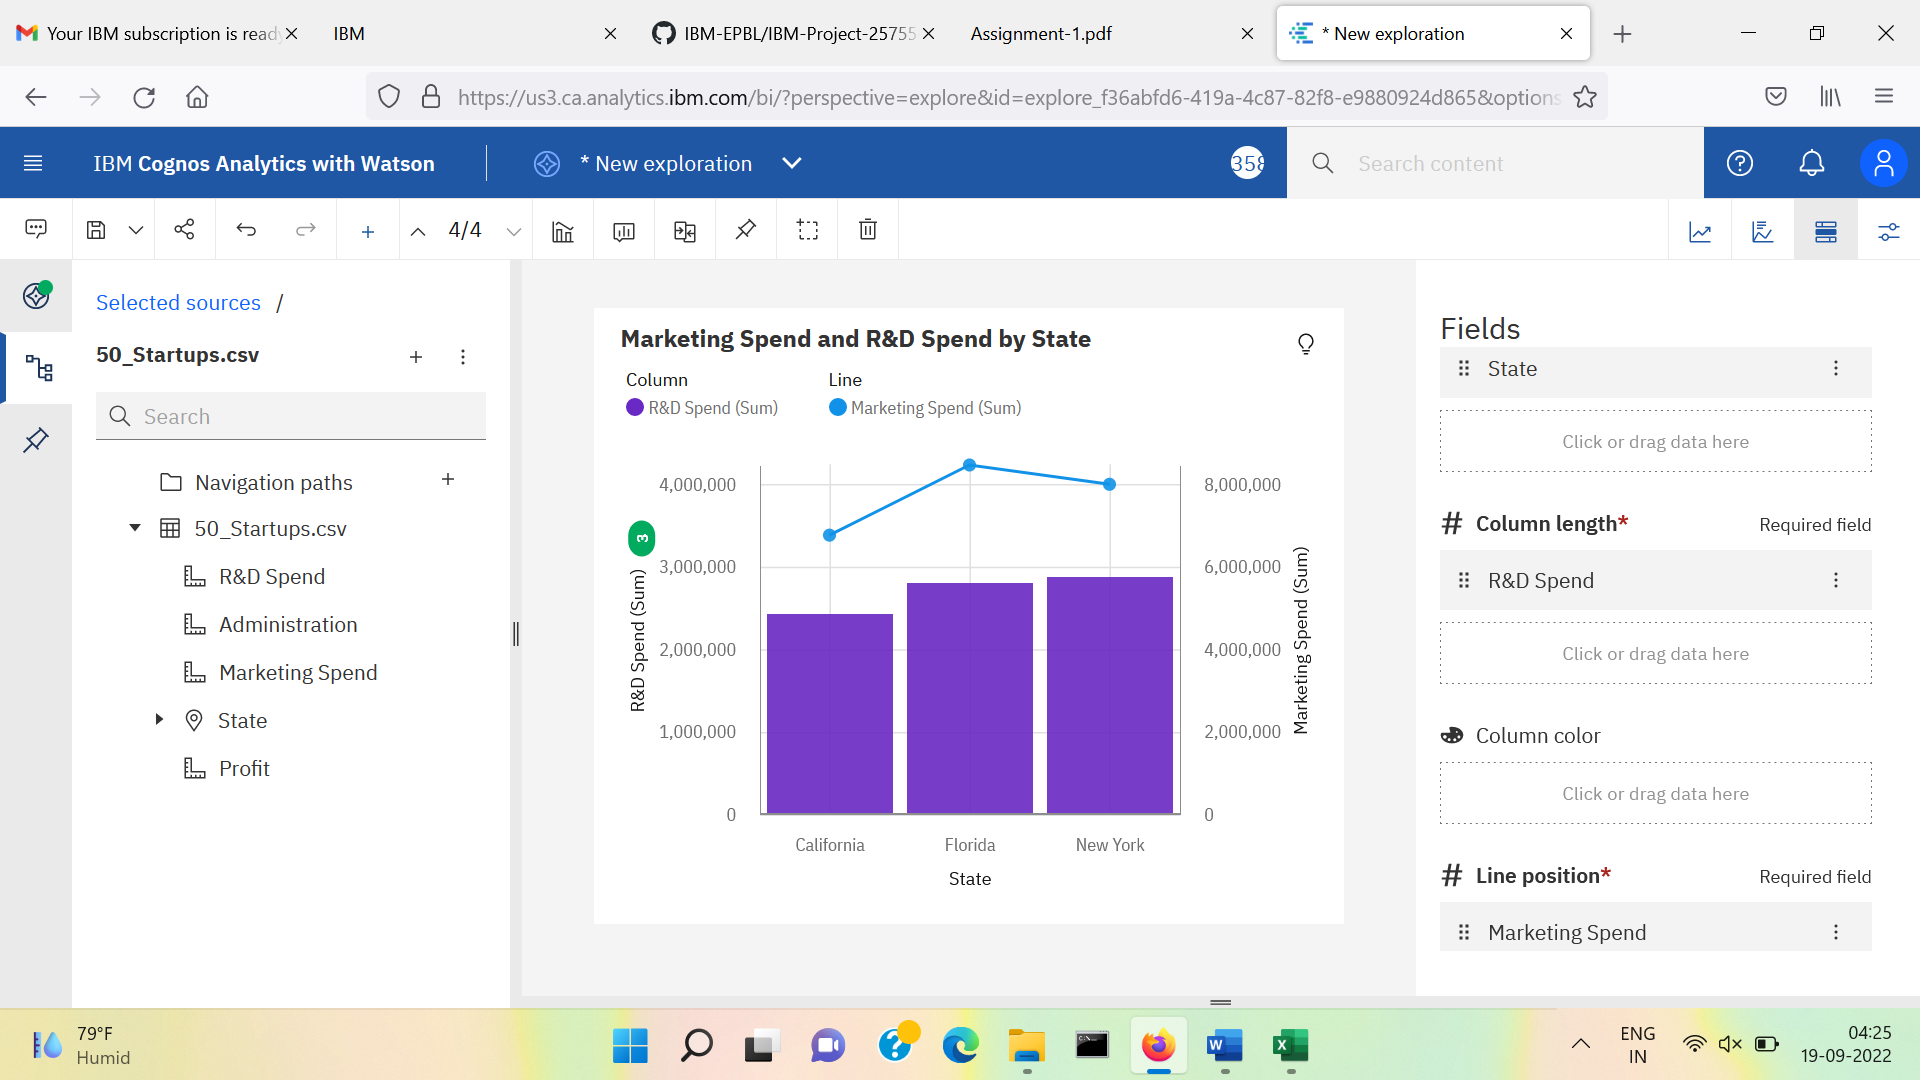 Your IBM subscription is read
IBM
IBM-EPBL/IBM-Project-25755
Assignment-1.pdf
* New exploration
https://us3.ca.analytics.ibm.com/bi/?perspective=explore&id=explore_f36abfd6-419a-4c87-82f8-e9880924d865&options
IBM Cognos Analytics with Watson
* New exploration
358
Search content
4/4
Selected sources /
50_Startups.csv
Search
Navigation paths
50_Startups.csv
R&D Spend
Administration
Marketing Spend
State
Profit
Marketing Spend and R&D Spend by State
Column
Line
R&D Spend (Sum)
Marketing Spend (Sum)
4,000,000
3,000,000
2,000,000
1,000,000
0
3
R&D Spend (Sum)
8,000,000
6,000,000
4,000,000
2,000,000
0
Marketing Spend (Sum)
California
Florida
New York
State
Fields
State
Click or drag data here
Column length*
Required field
R&D Spend
Click or drag data here
Column color
Click or drag data here
Line position*
Required field
Marketing Spend
79°F
Humid
ENG
IN
04:25
19-09-2022